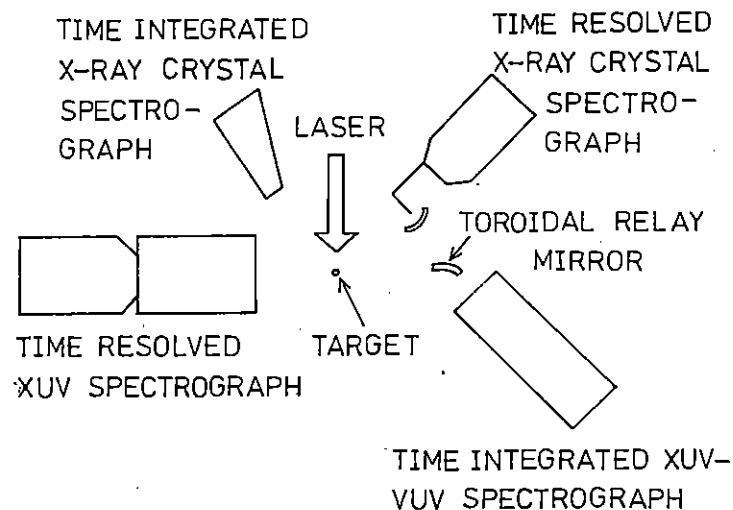 TIME INTEGRATED
X-RAY CRYSTAL
SPECTRO-
GRAPH
LASER
TIME RESOLVED
X-RAY CRYSTAL
SPECTRO-
GRAPH
TOROIDAL RELAY
MIRROR
TIME RESOLVED
XUV SPECTROGRAPH
TARGET
TIME INTEGRATED XUV-
VUV SPECTROGRAPH